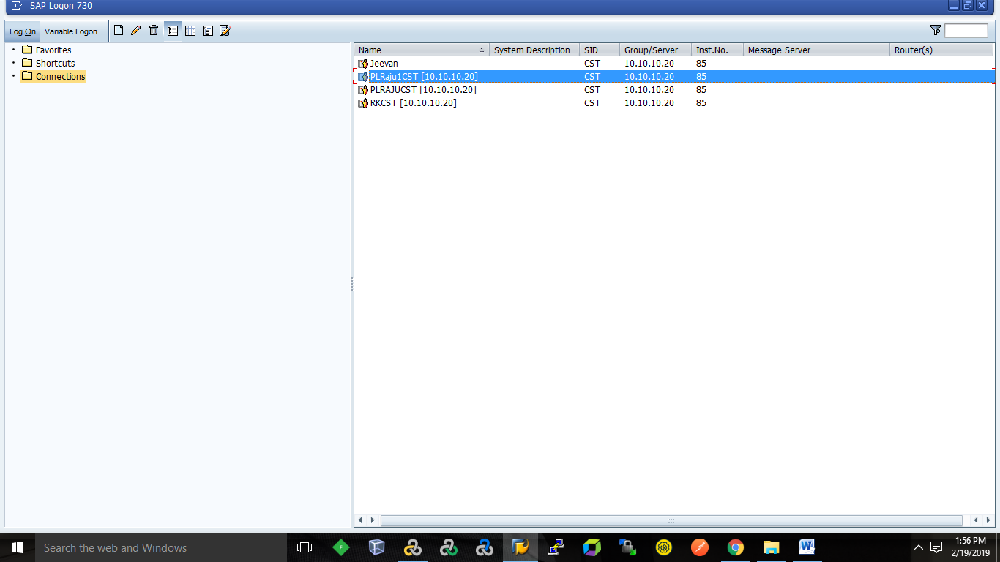 SAP Logon 730
Log On Variable Logon...
Favorites
Shortcuts
Connections
Name System Description SID Group/Server Inst.No. Message Server Router(s)
Jeevan CST 10.10.10.20 85
PLRaju1CST [10.10.10.20] CST 10.10.10.20 85
PLRAJUCST [10.10.10.20] CST 10.10.10.20 85
RKCST [10.10.10.20] CST 10.10.10.20 85
Search the web and Windows
1:56 PM
2/19/2019